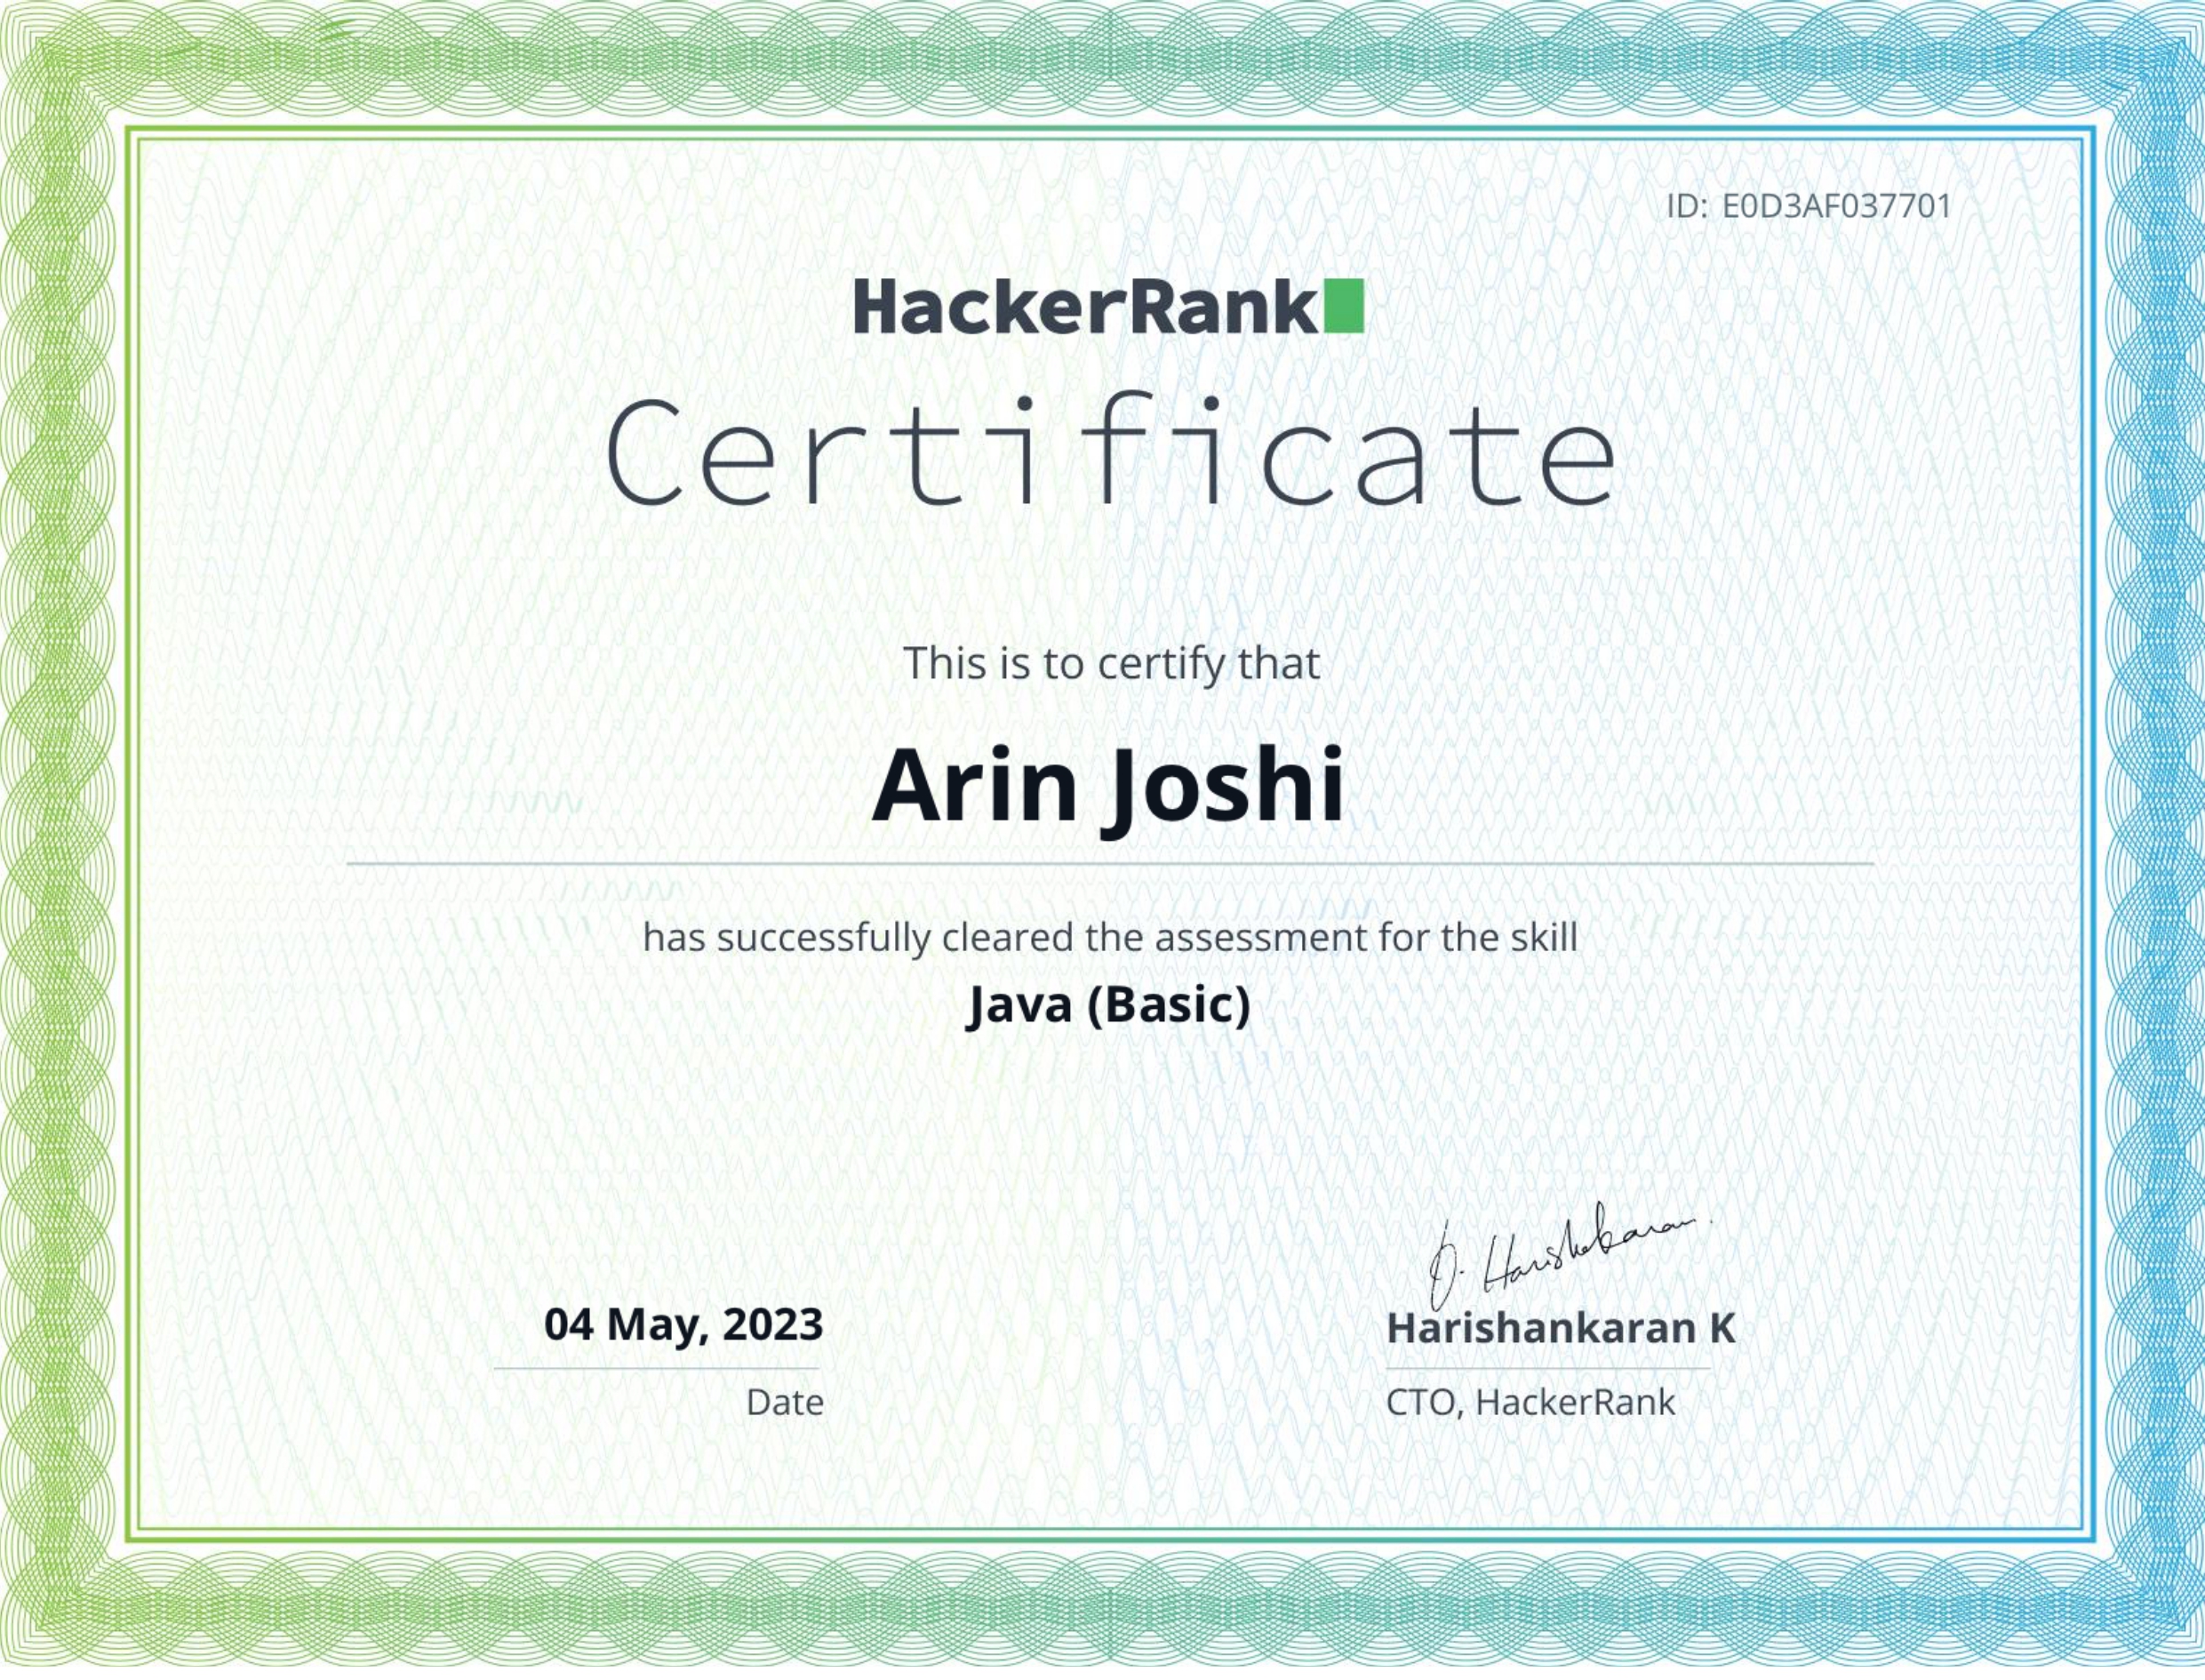 ID: E0D3AF037701
HackerRank
Certificate
This is to certify that
Arin Joshi
has successfully cleared the assessment for the skill
Java (Basic)
04 May, 2023
Date
Harishankaran K
CTO, HackerRank